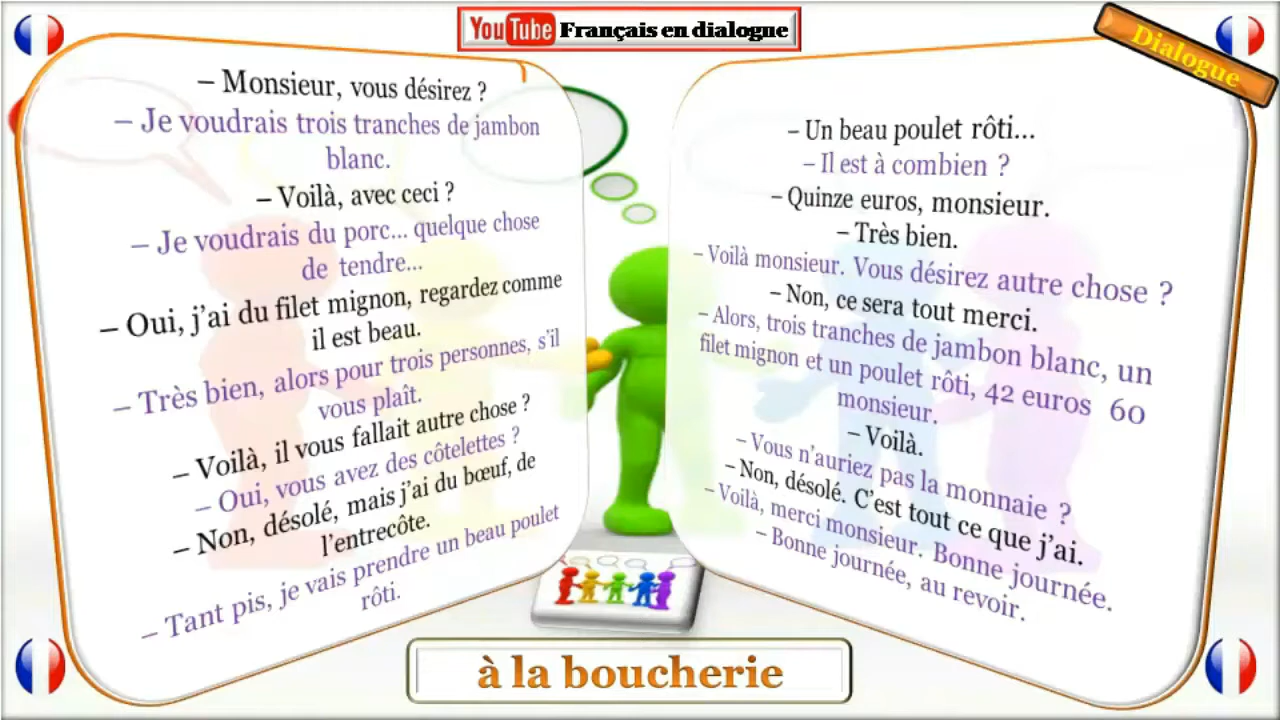 YouTube Français en dialogue
Dialogue
– Monsieur, vous désirez ?
– Je voudrais trois tranches de jambon
blanc.
– Voilà, avec ceci ?
– Je voudrais du porc... quelque chose
de tendre...
– Oui, j’ai du filet mignon, regardez comme
il est beau.
– Très bien, alors pour trois personnes, s’il
vous plaît.
– Voilà, il vous fallait autre chose ?
– Oui, vous avez des côtelettes ?
– Non, désolé, mais j’ai du bœuf, de
l’entrecôte.
– Tant pis, je vais prendre un beau poulet
rôti.
– Un beau poulet rôti...
– Il est à combien ?
– Quinze euros, monsieur.
– Très bien.
– Voilà monsieur. Vous désirez autre chose ?
– Non, ce sera tout merci.
– Alors, trois tranches de jambon blanc, un
filet mignon et un poulet rôti, 42 euros 60
monsieur.
– Voilà.
– Vous n’auriez pas la monnaie ?
– Non, désolé. C’est tout ce que j’ai.
– Voilà, merci monsieur. Bonne journée.
– Bonne journée, au revoir.
à la boucherie